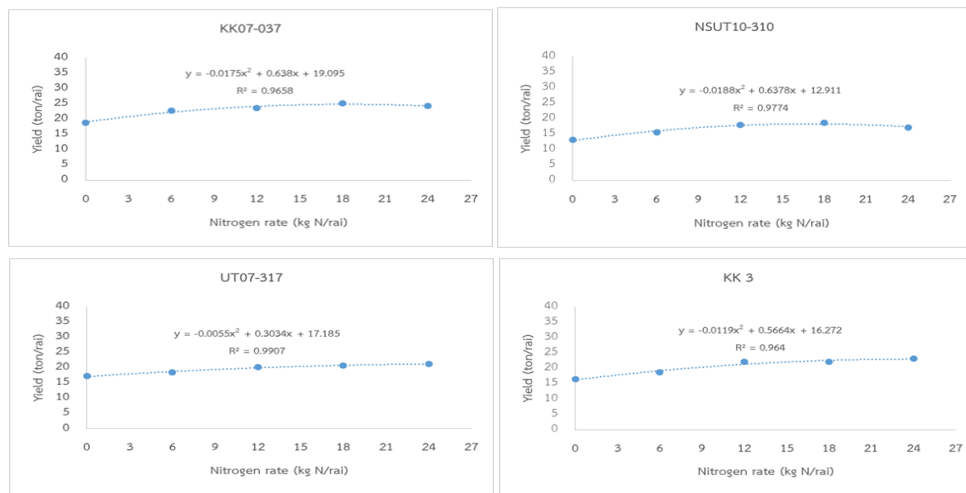 KK07-037
y = -0.0175x² + 0.638x + 19.095
R² = 0.9658
Yield (ton/rai)
40
35
30
25
20
15
10
5
0
0 3 6 9 12 15 18 21 24 27
Nitrogen rate (kg N/rai)
NSUT10-310
y = -0.0188x² + 0.6378x + 12.911
R² = 0.9774
Yield (ton/rai)
40
35
30
25
20
15
10
5
0
0 3 6 9 12 15 18 21 24 27
Nitrogen rate (kg N/rai)
UT07-317
y = -0.0055x² + 0.3034x + 17.185
R² = 0.9907
Yield (ton/rai)
40
35
30
25
20
15
10
5
0
0 3 6 9 12 15 18 21 24 27
Nitrogen rate (kg N/rai)
KK 3
y = -0.0119x² + 0.5664x + 16.272
R² = 0.964
Yield (ton/rai)
40
35
30
25
20
15
10
5
0
0 3 6 9 12 15 18 21 24 27
Nitrogen rate (kg N/rai)